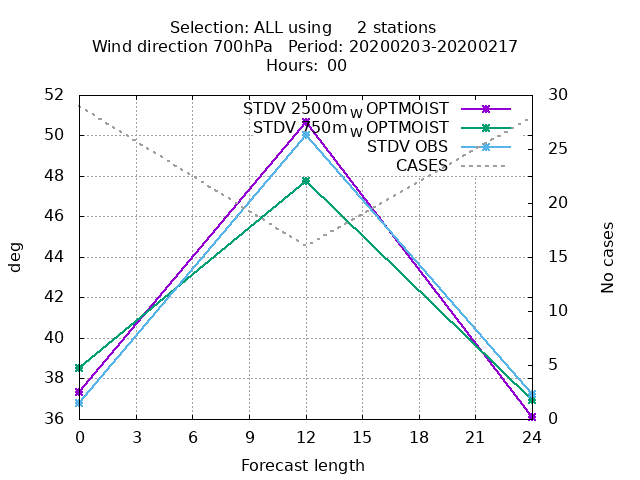 Selection: ALL using     2 stations
Wind direction 700hPa   Period: 20200203-20200217
Hours: 00
52
50
48
46
44
42
40
38
36
deg
30
25
20
15
10
5
0
No cases
STDV 2500m_W OPTMOIST
STDV 750m_W OPTMOIST
STDV OBS
CASES
0 3 6 9 12 15 18 21 24
Forecast length